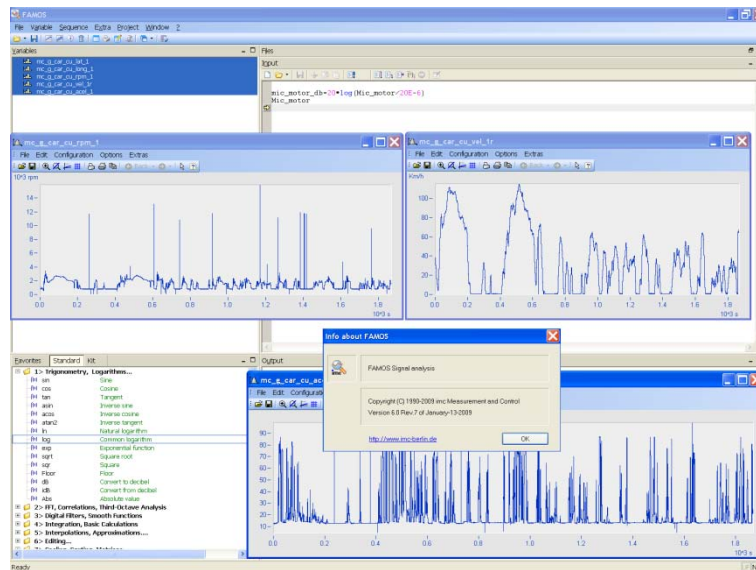 FAMOS
File Variable Sequence Extra Project Window ?
Variables
Files
mc_g_car_cu_lat_1
mc_g_car_cu_long_1
mc_g_car_cu_rpm_1
mc_g_car_cu_vel_1r
mc_g_car_cu_acel_1
Input
mic_motor_db=20*log(Mic_motor/20E-6)
Mic_motor
mc_g_car_cu_rpm_1
File Edit Configuration Options Extras
Back
10^3 rpm
14
12
10
8
6
4
2
0
0.0 0.2 0.4 0.6 0.8 1.0 1.2 1.4 1.6 1.8
10^3 s
mc_g_car_cu_vel_1r
File Edit Configuration Options Extras
Back
Km/h
100
80
60
40
20
0
0.0 0.2 0.4 0.6 0.8 1.0 1.2 1.4 1.6 1.8
10^3 s
Info about FAMOS
imc
FAMOS Signal analysis
Copyright (C) 1990-2009 imc Measurement and Control
Version 6.0 Rev.7 of January-13-2009
http://www.imc-berlin.de
OK
Favorites Standard Kit
1> Trigonometry, Logarithms...
sin Sine
cos Cosine
tan Tangent
asin Inverse sine
acos Inverse cosine
atan2 Inverse tangent
ln Natural logarithm
log Common logarithm
exp Exponential function
sqrt Square root
sqr Square
Floor Floor
dB Convert to decibel
idB Convert from decibel
Abs Absolute value
2> FFT, Correlations, Third-Octave Analysis
3> Digital Filters, Smooth Functions
4> Integration, Basic Calculations
5> Interpolations, Approximations....
6> Editing...
Output
mc_g_car_cu_ac
File Edit Configurat
90
80
70
60
50
40
30
20
10
0.0 0.2 0.4 0.6 0.8 1.0 1.2 1.4 1.6 1.8
10^3 s
Ready